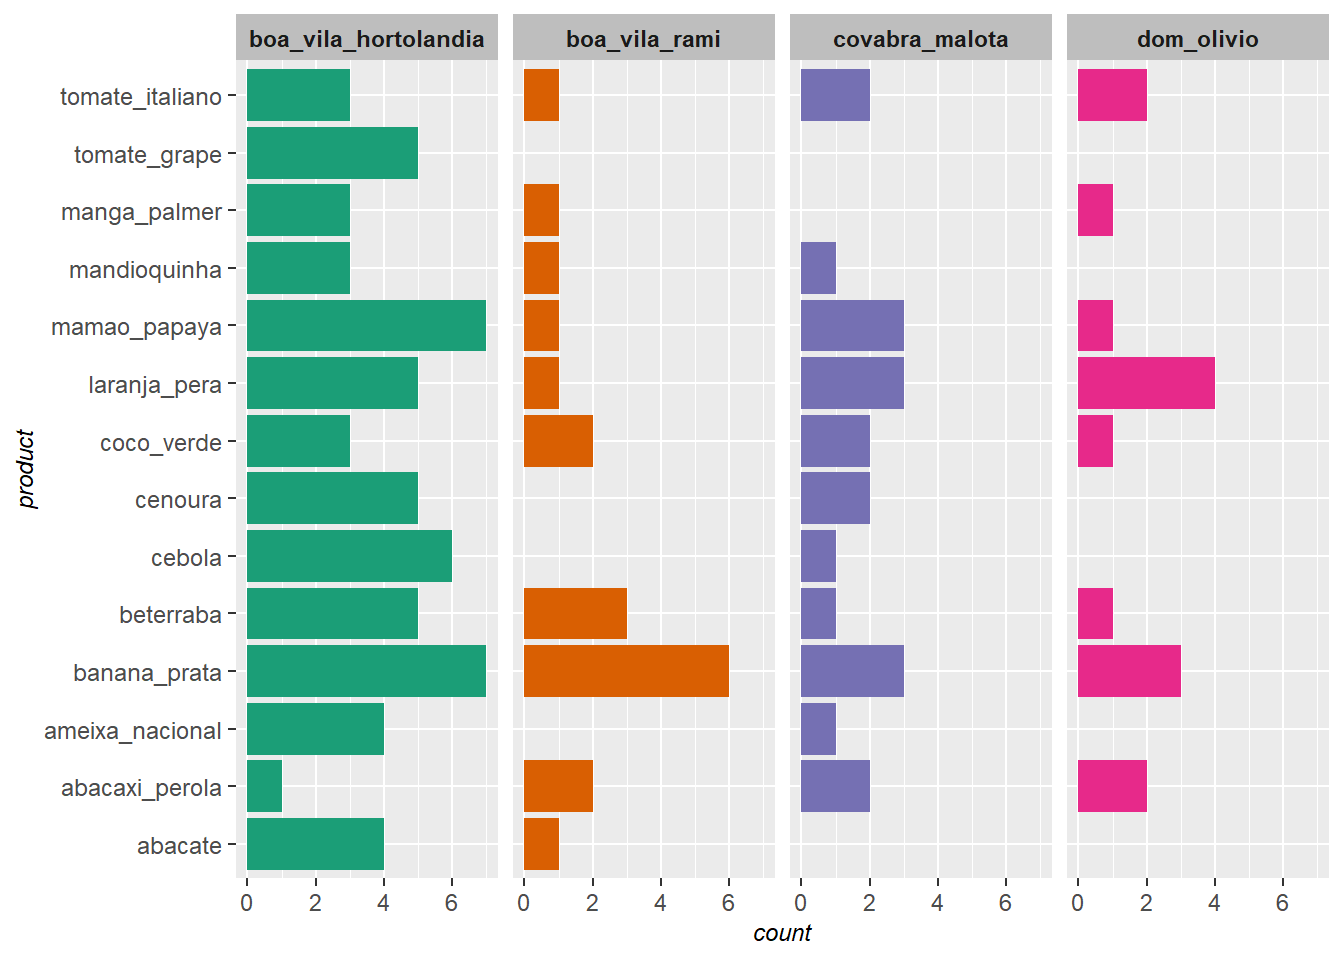 boa_vila_hortolandia boa_vila_rami covabra_malota dom_olivio
tomate_italiano
tomate_grape
manga_palmer
mandioquinha
mamao_papaya
laranja_pera
coco_verde
cenoura
cebola
beterraba
banana_prata
ameixa_nacional
abacaxi_perola
abacate
product
0 2 4 6 0 2 4 6 0 2 4 6 0 2 4 6
count